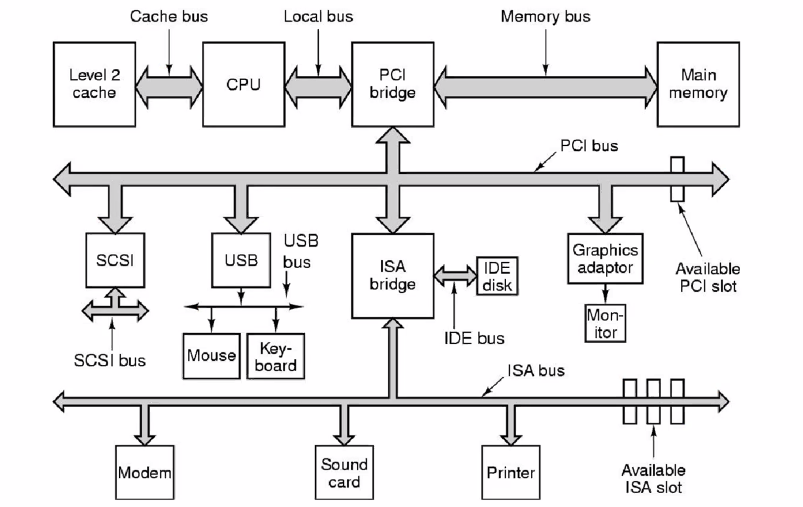 Cache bus
Local bus
Memory bus
Level 2
cache
CPU
PCI
bridge
Main
memory
PCI bus
SCSI
USB
USB
bus
ISA
bridge
IDE
disk
Graphics
adaptor
Available
PCI slot
SCSI bus
Mouse
Key-
board
IDE bus
Mon-
itor
ISA bus
Modem
Sound
card
Printer
Available
ISA slot